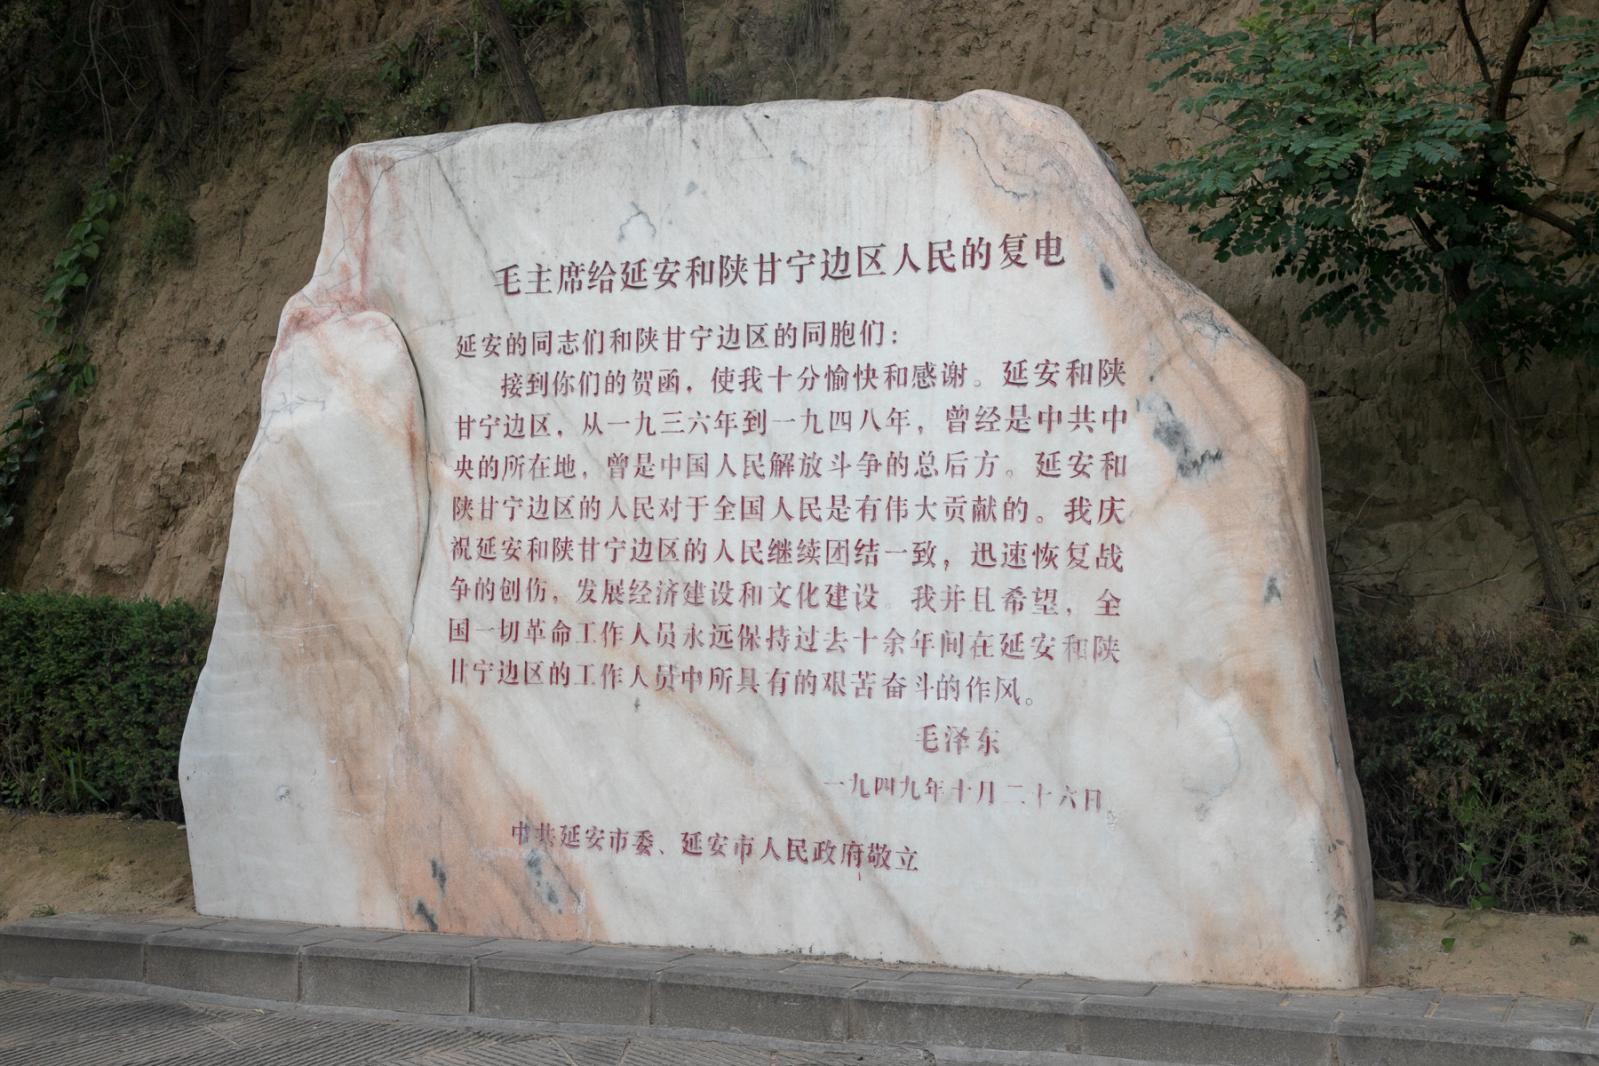 毛主席给延安和陕甘宁边区人民的复电
延安的同志们和陕甘宁边区的同胞们：
接到你们的贺函，使我十分愉快和感谢。延安和陕
甘宁边区，从一九三六年到一九四八年，曾经是中共中
央的所在地，曾是中国人民解放斗争的总后方。延安和
陕甘宁边区的人民对于全国人民是有伟大贡献的。我庆
祝延安和陕甘宁边区的人民继续团结一致，迅速恢复战
争的创伤，发展经济建设和文化建设 我并且希望，全
国一切革命工作人员永远保持过去十余年间在延安和陕
甘宁边区的工作人员中所具有的艰苦奋斗的作风。
毛泽东
一九四九年十月二十六日。
中共延安市委、延安市人民政府敬立